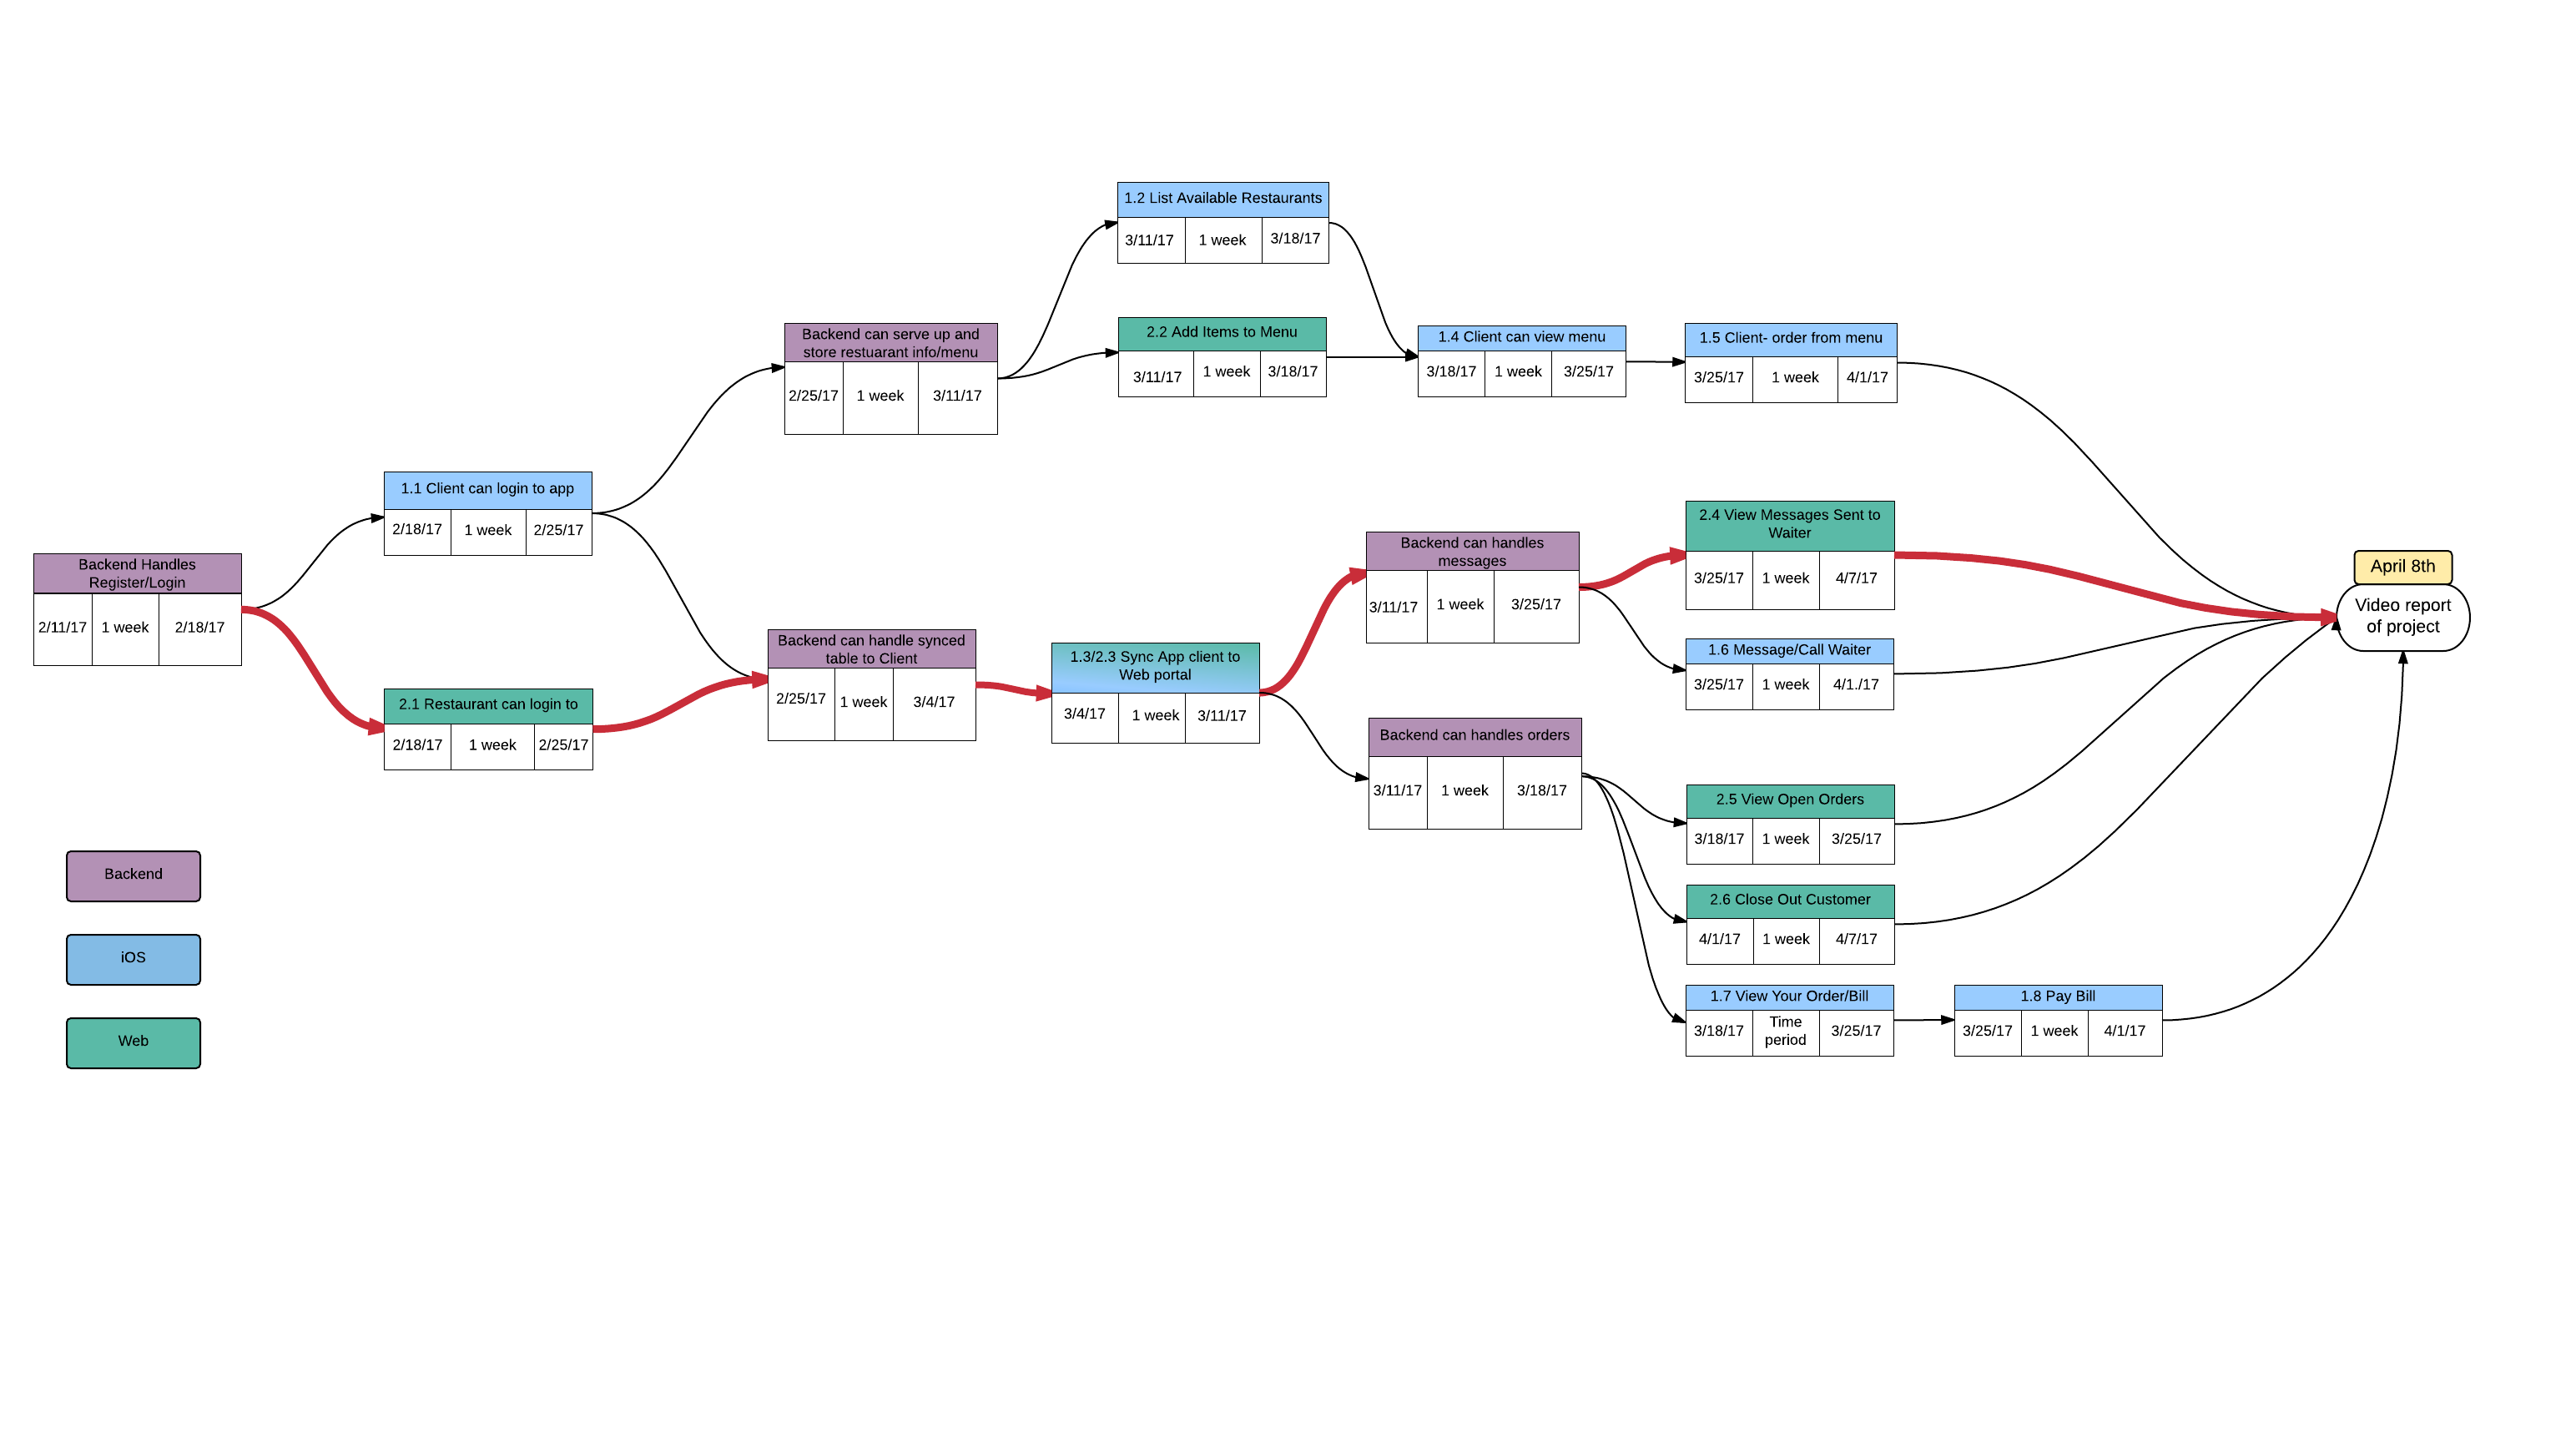 1.2 List Available Restaurants
3/11/17
1 week
3/18/17
Backend can serve up and
store restuarant info/menu
2/25/17
1 week
3/11/17
2.2 Add Items to Menu
3/11/17
1 week
3/18/17
1.4 Client can view menu
3/18/17
1 week
3/25/17
1.5 Client- order from menu
3/25/17
1 week
4/1/17
1.1 Client can login to app
2/18/17
1 week
2/25/17
Backend Handles
Register/Login
2/11/17
1 week
2/18/17
2.1 Restaurant can login to
2/18/17
1 week
2/25/17
Backend can handle synced
table to Client
2/25/17
1 week
3/4/17
1.3/2.3 Sync App client to
Web portal
3/4/17
1 week
3/11/17
Backend can handles
messages
3/11/17
1 week
3/25/17
2.4 View Messages Sent to
Waiter
3/25/17
1 week
4/7/17
1.6 Message/Call Waiter
3/25/17
1 week
4/1./17
April 8th
Video report
of project
Backend can handles orders
3/11/17
1 week
3/18/17
2.5 View Open Orders
3/18/17
1 week
3/25/17
2.6 Close Out Customer
4/1/17
1 week
4/7/17
1.7 View Your Order/Bill
3/18/17
Time
period
3/25/17
1.8 Pay Bill
3/25/17
1 week
4/1/17
Backend
iOS
Web